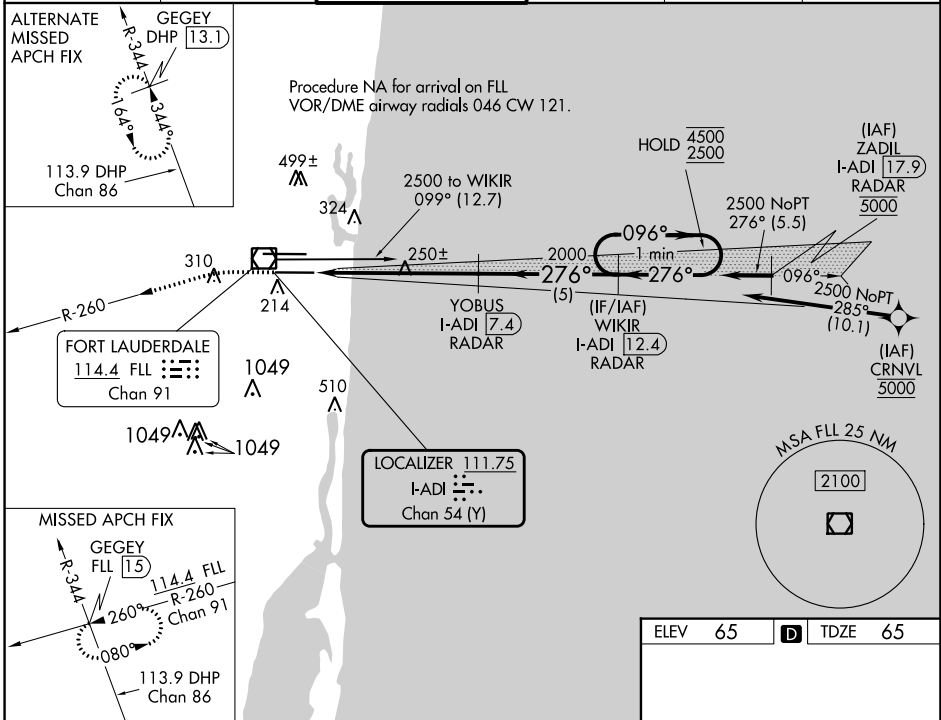 ALTERNATE
MISSED
APCH FIX
GEGEY
DHP 13.1
R-344
344°
164°
113.9 DHP
Chan 86
Procedure NA for arrival on FLL
VOR/DME airway radials 046 CW 121.
499±
324
2500 to WIKIR
099° (12.7)
HOLD 4500
2500
(IAF)
ZADIL
I-ADI 17.9
RADAR
5000
2500 NoPT
276° (5.5)
310
250±
2000
096°
1 min
276°
276°
096°
(5)
214
R-260
YOBUS
I-ADI 7.4
RADAR
(IF/IAF)
WIKIR
I-ADI 12.4
RADAR
2500 NoPT
285°
(10.1)
(IAF)
CRNVL
5000
FORT LAUDERDALE
114.4 FLL
Chan 91
1049
510
1049
1049
LOCALIZER 111.75
I-ADI
Chan 54 (Y)
MSA FLL 25 NM
2100
MISSED APCH FIX
GEGEY
FLL 15
R-344
114.4 FLL
R-260
Chan 91
260°
080°
113.9 DHP
Chan 86
ELEV 65 D TDZE 65